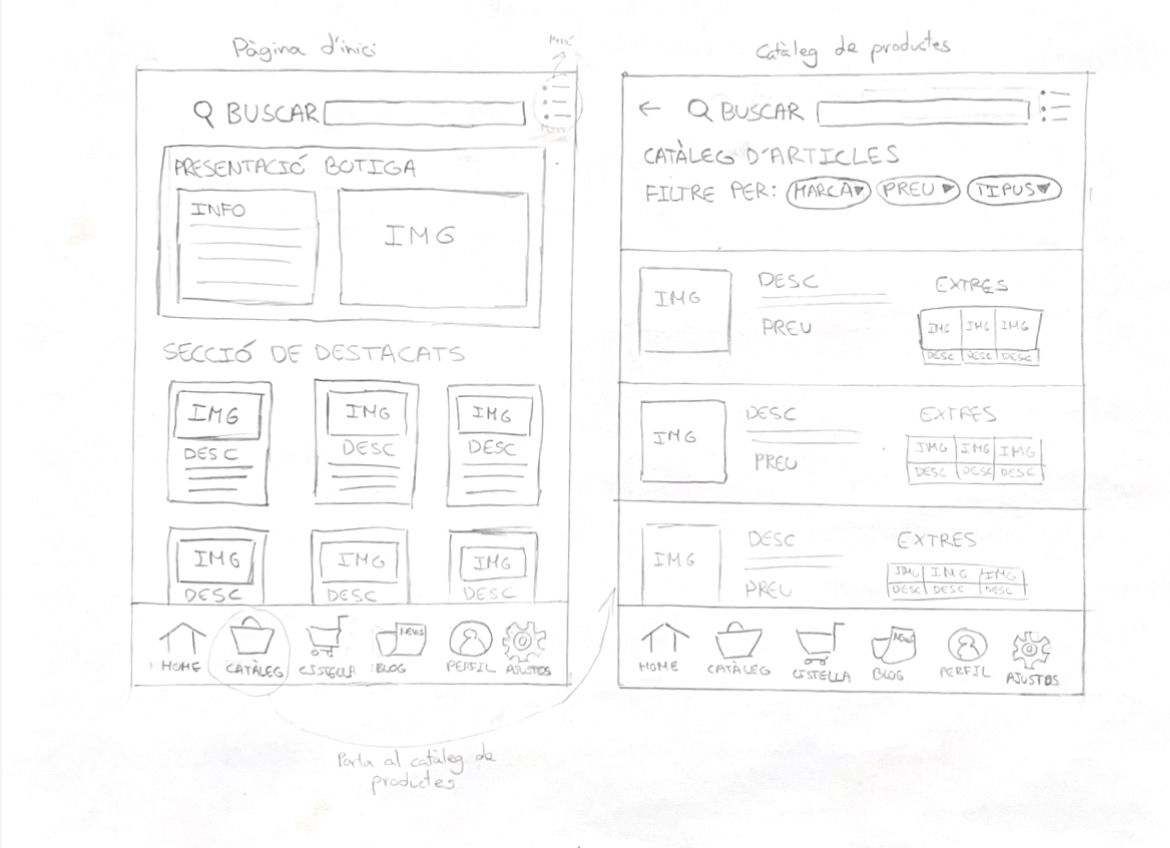 Pàgina d'inici
Menú
BUSCAR
PRESENTACIÓ BOTIGA
INFO
IMG
SECCIÓ DE DESTACATS
IMG IMG IMG
DESC DESC DESC
IMG IMG IMG
DESC DESC DESC
HOME CATÀLEG CISTELLA BLOG NEWS PERFIL AJUSTOS
Porta al catàleg de
productes
Catàleg de productes
BUSCAR
CATÀLEG D'ARTICLES
FILTRE PER: MARCA PREU TIPUS
IMG
DESC
PREU
EXTRES
IMG IMG IMG
DESC DESC DESC
IMG
DESC
PREU
EXTRES
IMG IMG IMG
DESC DESC DESC
IMG
DESC
PREU
EXTRES
IMG IMG IMG
DESC DESC DESC
HOME CATÀLEG CISTELLA BLOG NEWS PERFIL AJUSTOS